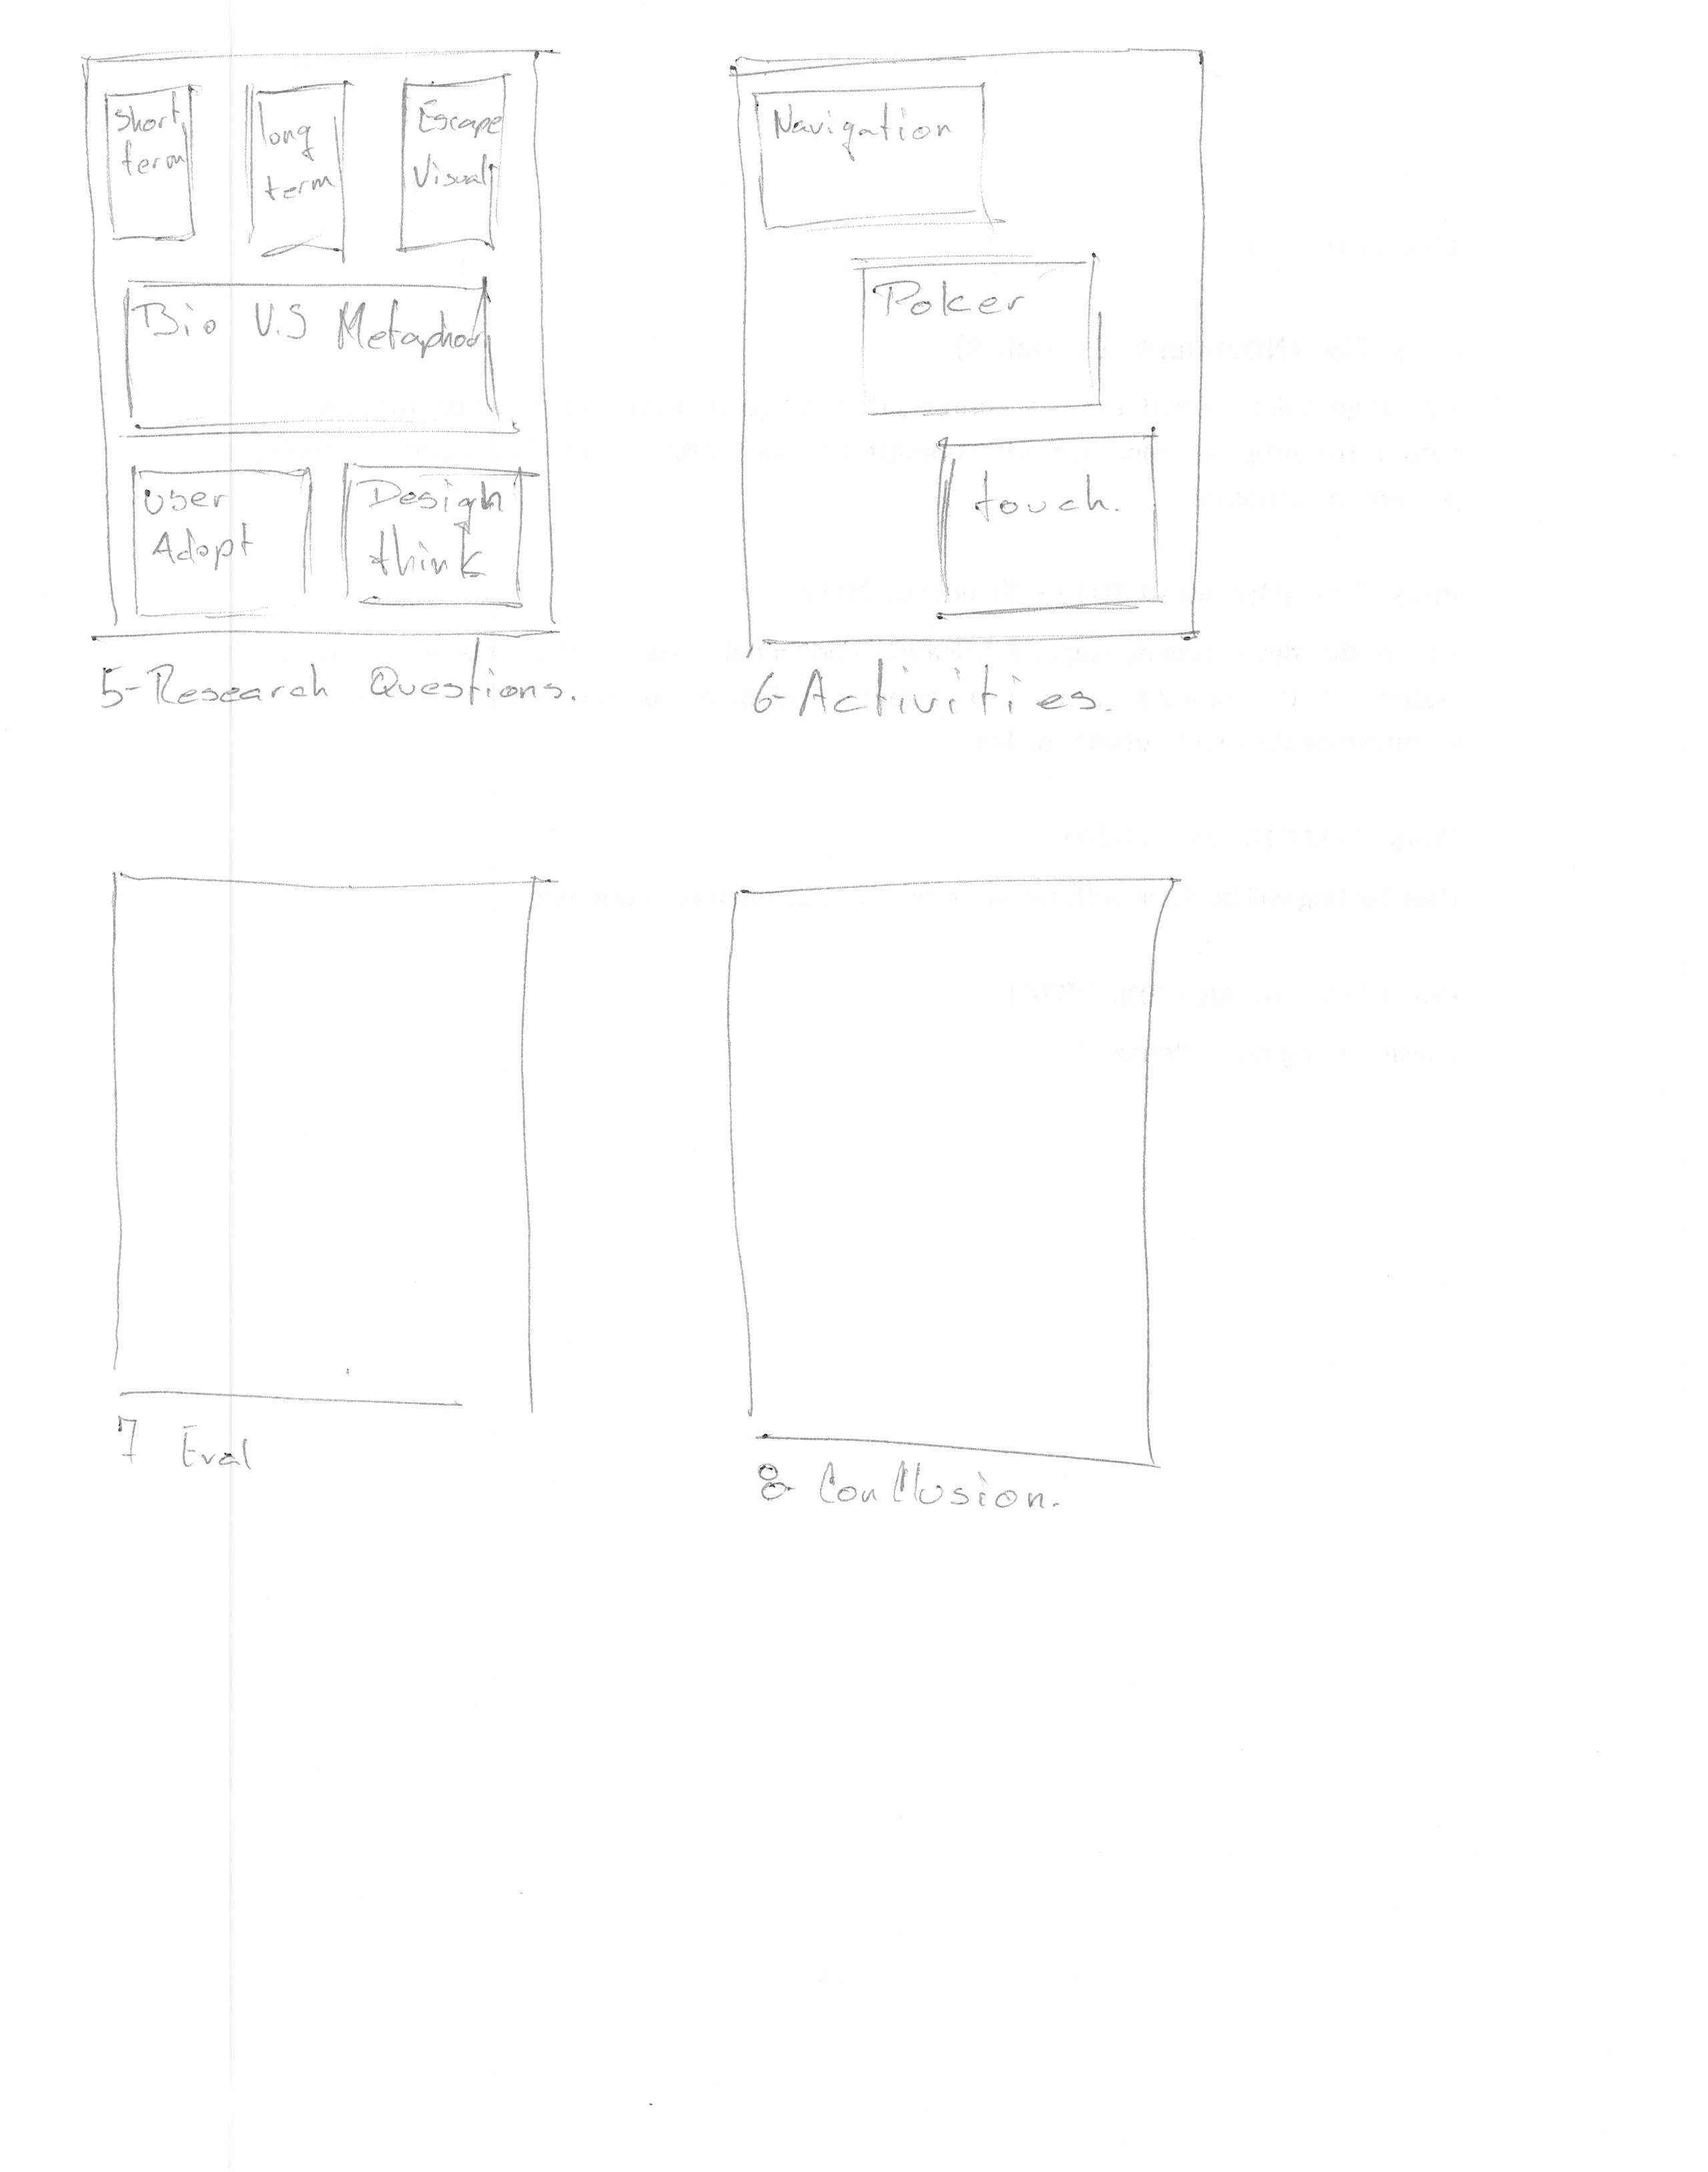 Short
term
long
term
Escape
Visual
Bio V.S Metaphor
User
Adopt
Design
think
5-Research Questions.
Navigation
Poker
touch.
6-Activities.
7 Eval
8- Conclusion.